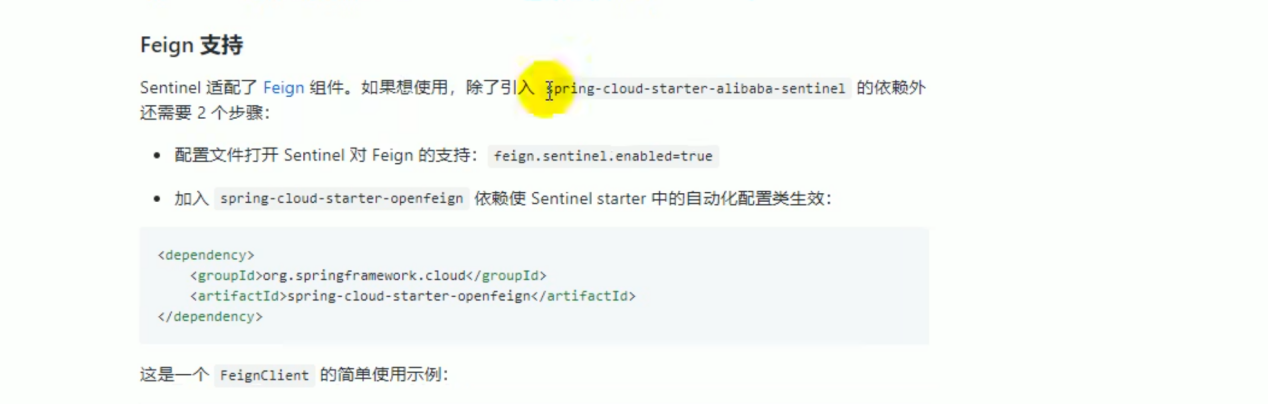 Feign 支持
Sentinel 适配了 Feign 组件。如果想使用，除了引入 spring-cloud-starter-alibaba-sentinel 的依赖外
还需要 2 个步骤：
• 配置文件打开 Sentinel 对 Feign 的支持：feign.sentinel.enabled=true
• 加入 spring-cloud-starter-openfeign 依赖使 Sentinel starter 中的自动化配置类生效：
<dependency>
    <groupId>org.springframework.cloud</groupId>
    <artifactId>spring-cloud-starter-openfeign</artifactId>
</dependency>
这是一个 FeignClient 的简单使用示例：